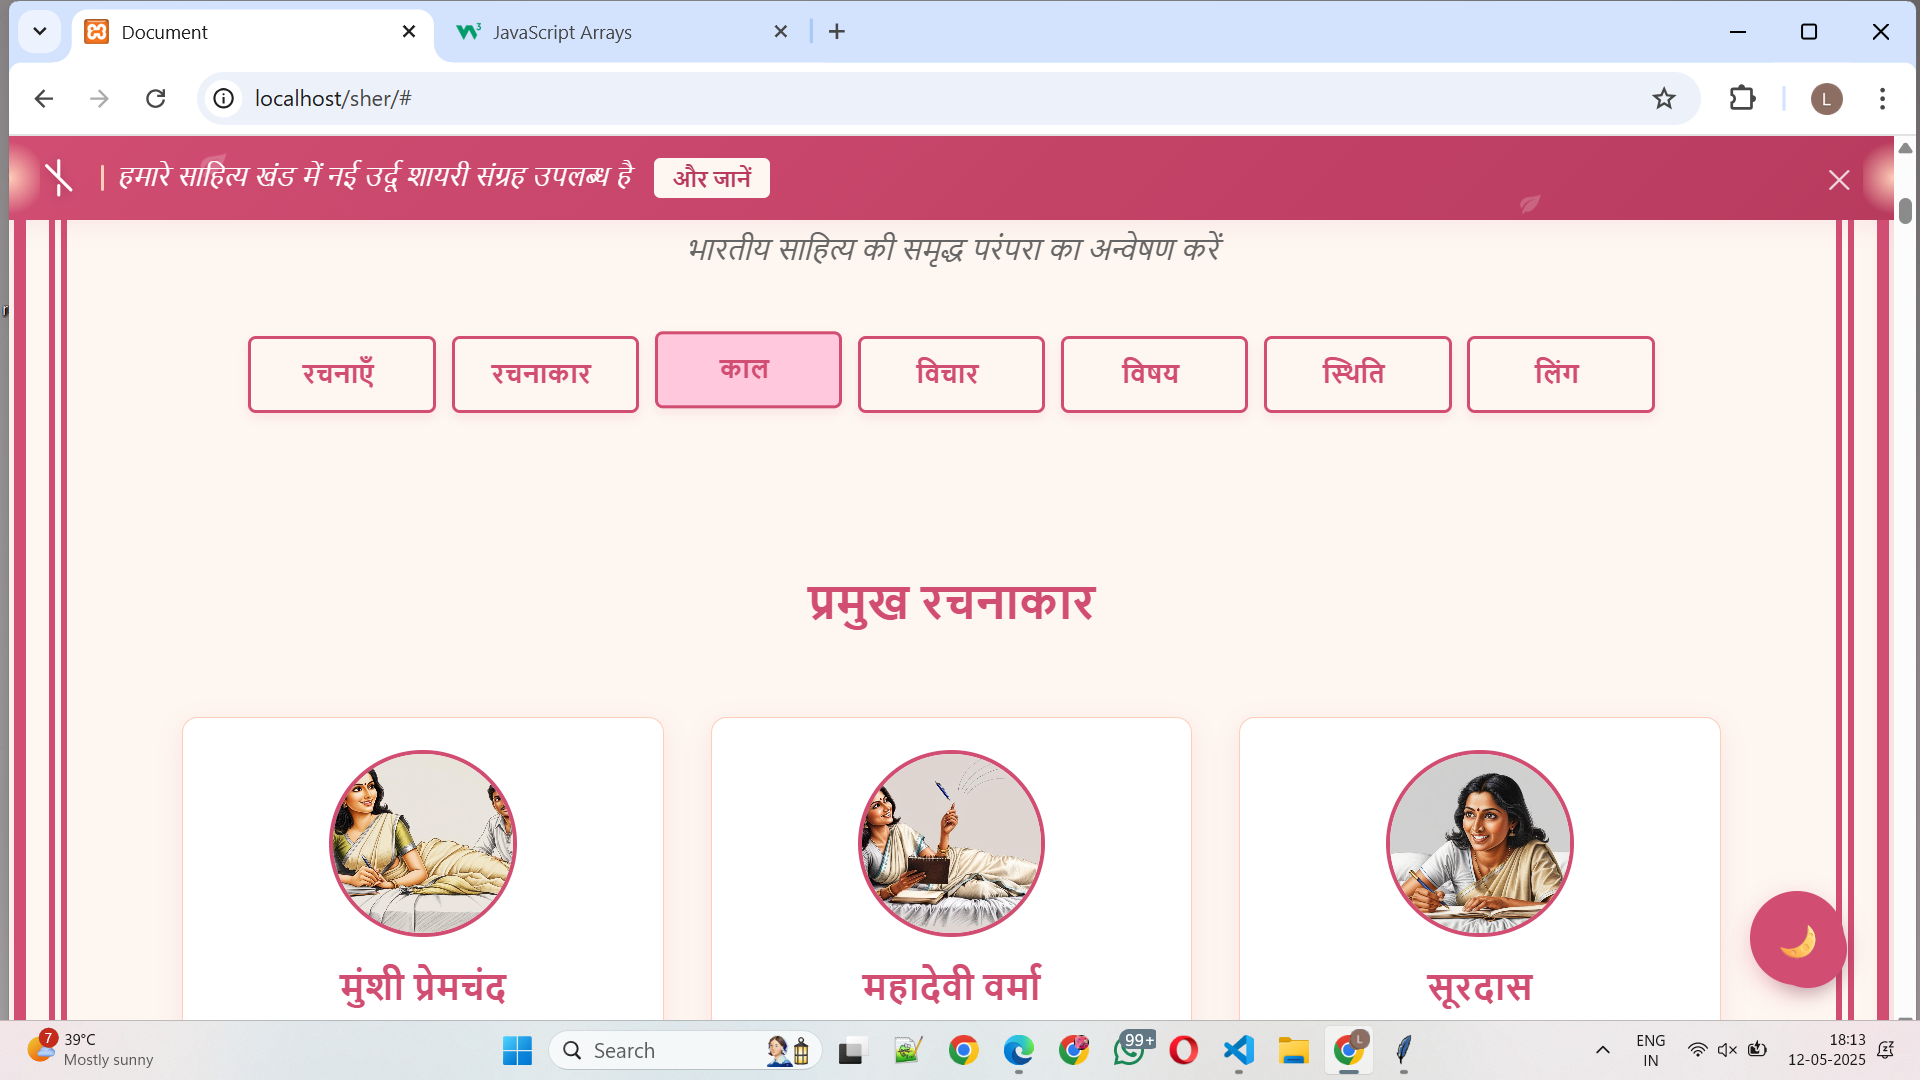 Document
JavaScript Arrays
localhost/sher/#
| हमारे साहित्य खंड में नई उर्दू शायरी संग्रह उपलब्ध है
और जानें
भारतीय साहित्य की समृद्ध परंपरा का अन्वेषण करें
रचनाएँ
रचनाकार
काल
विचार
विषय
स्थिति
लिंग
प्रमुख रचनाकार
मुंशी प्रेमचंद
महादेवी वर्मा
सूरदास
7
39°C
Mostly sunny
Search
99+
L
L
ENG
IN
18:13
12-05-2025